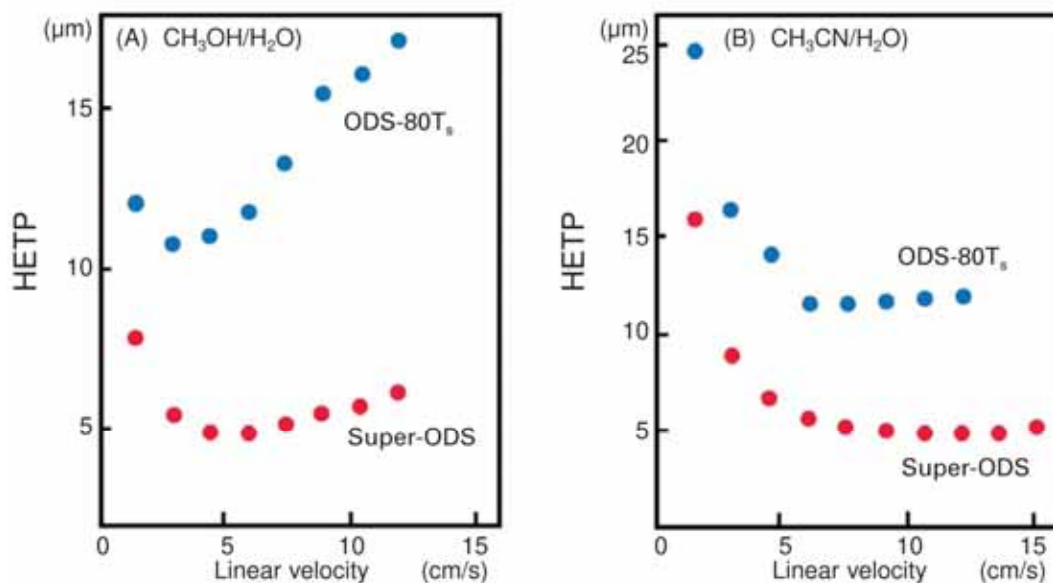 (μm)
(A) CH₃OH/H₂O)
15
10
5
HETP
ODS-80Tₛ
Super-ODS
0 5 10 15
Linear velocity (cm/s)
(μm)
(B) CH₃CN/H₂O)
25
20
15
10
5
HETP
ODS-80Tₛ
Super-ODS
0 5 10 15
Linear velocity (cm/s)